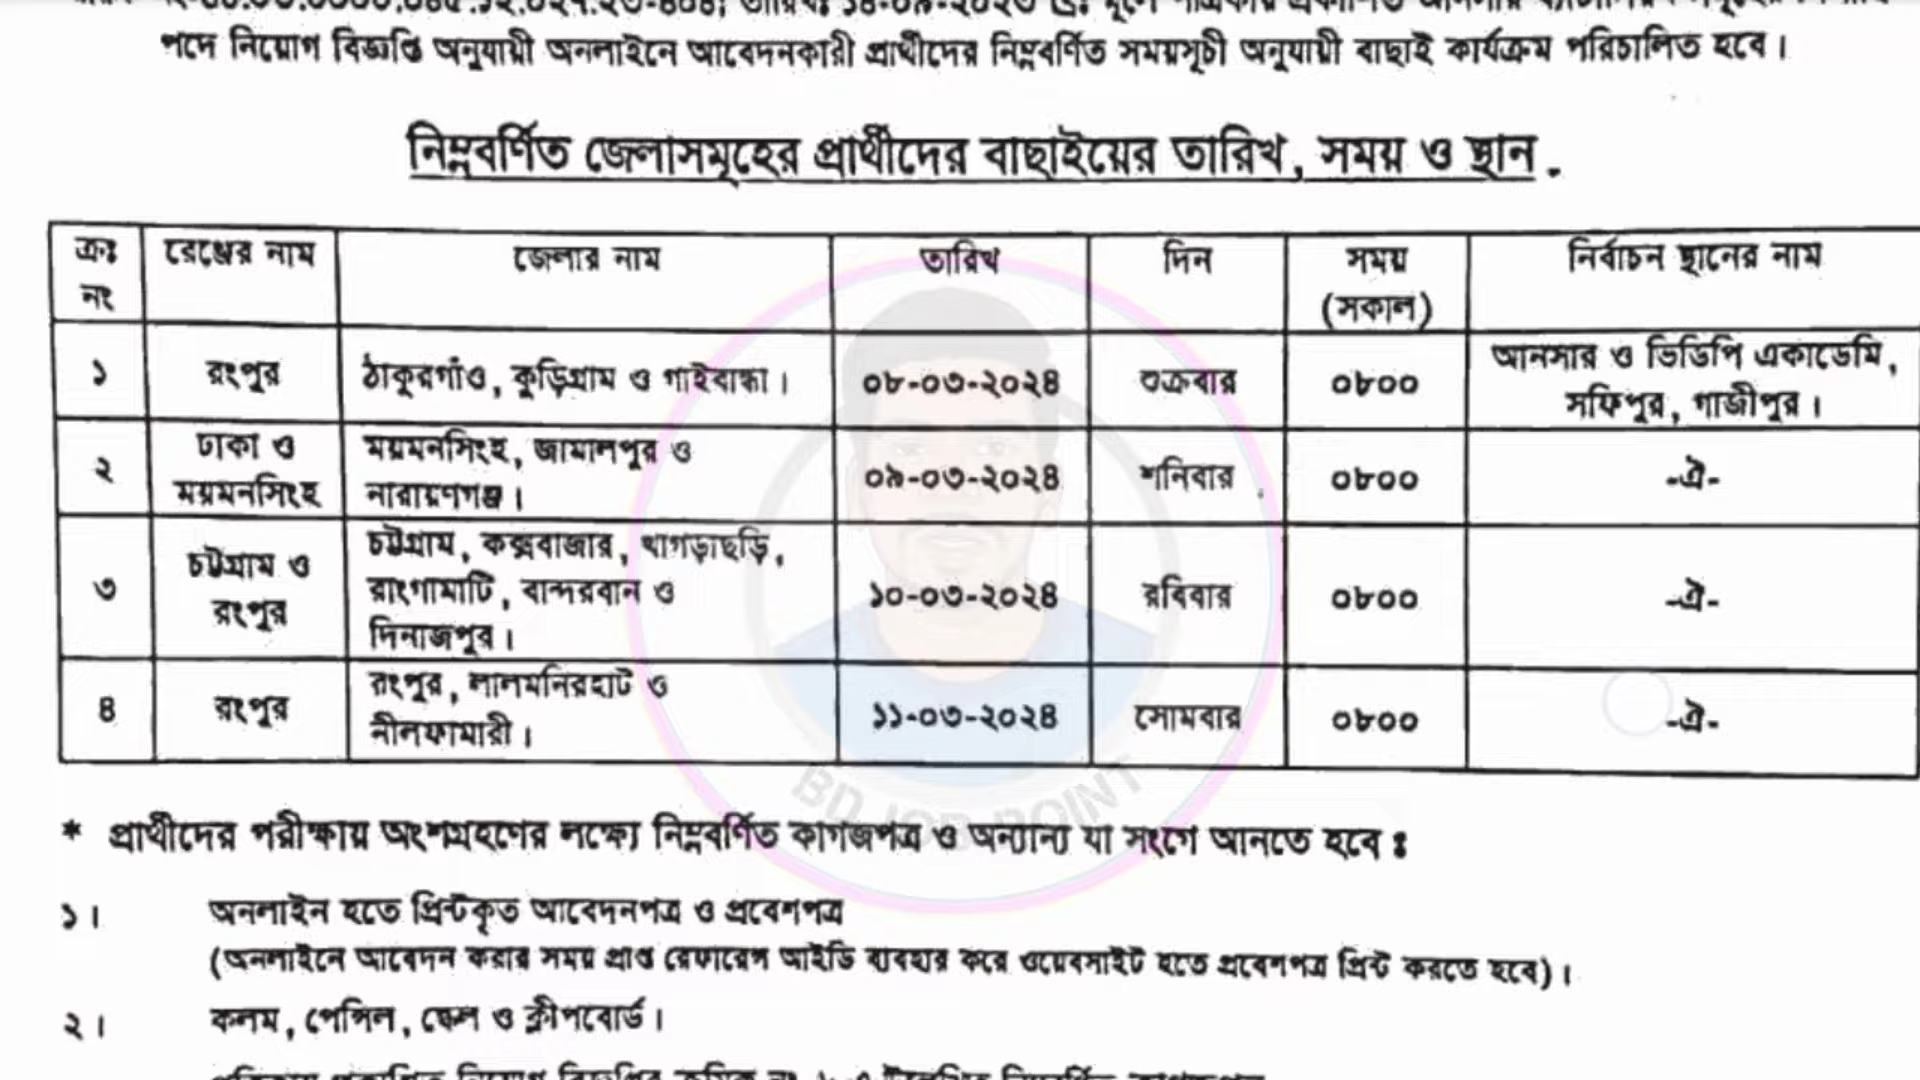 পদে নিয়োগ বিজ্ঞপ্তি অনুযায়ী অনলাইনে আবেদনকারী প্রার্থীদের নিম্নবর্ণিত সময়সূচী অনুযায়ী বাছাই কার্যক্রম পরিচালিত হবে।
নিম্নবর্ণিত জেলাসমূহের প্রার্থীদের বাছাইয়ের তারিখ, সময় ও স্থান.
ক্রঃ নং রেঞ্জের নাম জেলার নাম তারিখ দিন সময় (সকাল) নির্বাচন স্থানের নাম
১ রংপুর ঠাকুরগাঁও, কুড়িগ্রাম ও গাইবান্ধা। ০৮-০৩-২০২৪ শুক্রবার ০৮০০ আনসার ও ভিডিপি একাডেমি, সফিপুর, গাজীপুর।
২ ঢাকা ও ময়মনসিংহ ময়মনসিংহ, জামালপুর ও নারায়ণগঞ্জ। ০৯-০৩-২০২৪ শনিবার ০৮০০ -ঐ-
৩ চট্টগ্রাম ও রংপুর চট্টগ্রাম, কক্সবাজার, খাগড়াছড়ি, রাংগামাটি, বান্দরবান ও দিনাজপুর। ১০-০৩-২০২৪ রবিবার ০৮০০ -ঐ-
৪ রংপুর রংপুর, লালমনিরহাট ও নীলফামারী। ১১-০৩-২০২৪ সোমবার ০৮০০ -ঐ-
BD JOB POINT
* প্রার্থীদের পরীক্ষায় অংশগ্রহণের লক্ষ্যে নিম্নবর্ণিত কাগজপত্র ও অন্যান্য যা সংগে আনতে হবে ঃ
১। অনলাইন হতে প্রিন্টকৃত আবেদনপত্র ও প্রবেশপত্র
(অনলাইনে আবেদন করার সময় প্রাপ্ত রেফারেন্স আইডি ব্যবহার করে ওয়েবসাইট হতে প্রবেশপত্র প্রিন্ট করতে হবে)।
২। কলম, পেন্সিল, স্কেল ও ক্লীপবোর্ড।